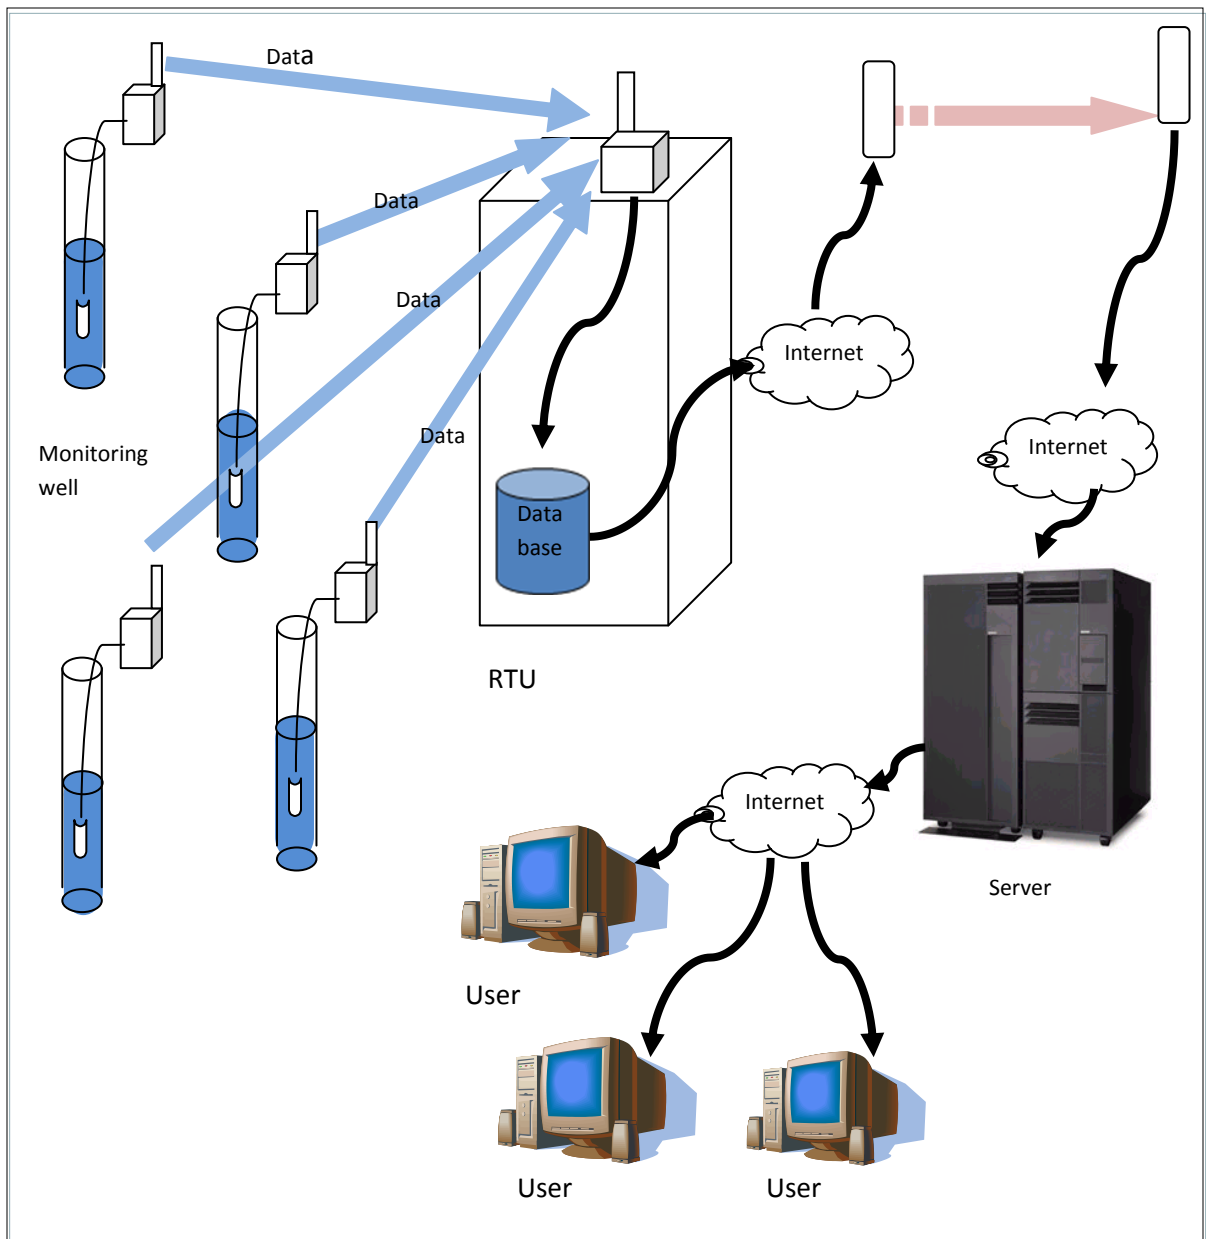 Data
Data
Data
Data
Monitoring
well
Data
base
RTU
Internet
Internet
Server
Internet
User
User
User